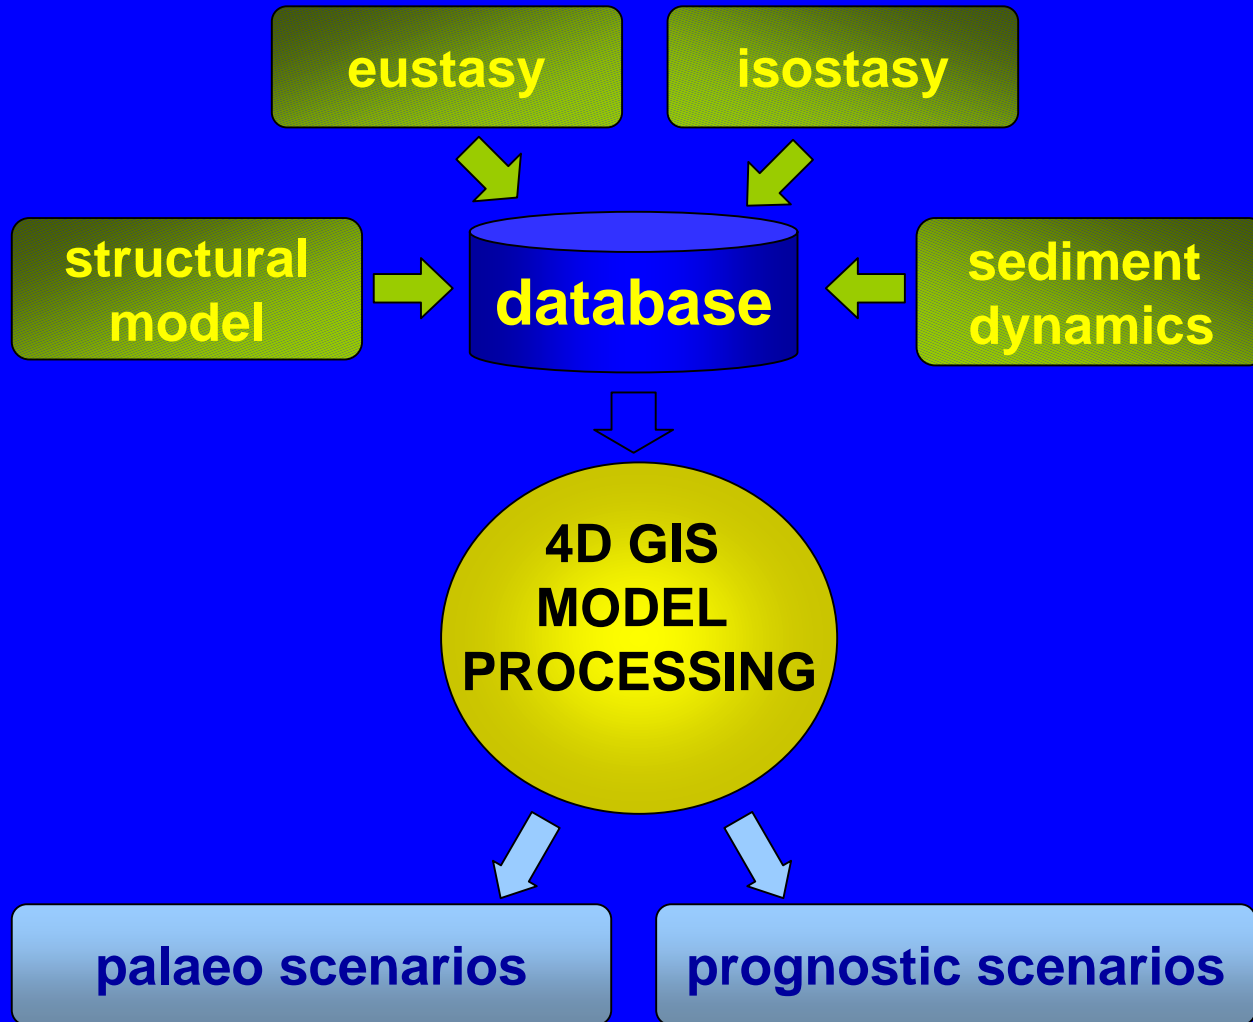 eustasy
isostasy
structural
model
database
sediment
dynamics
4D GIS
MODEL
PROCESSING
palaeo scenarios
prognostic scenarios